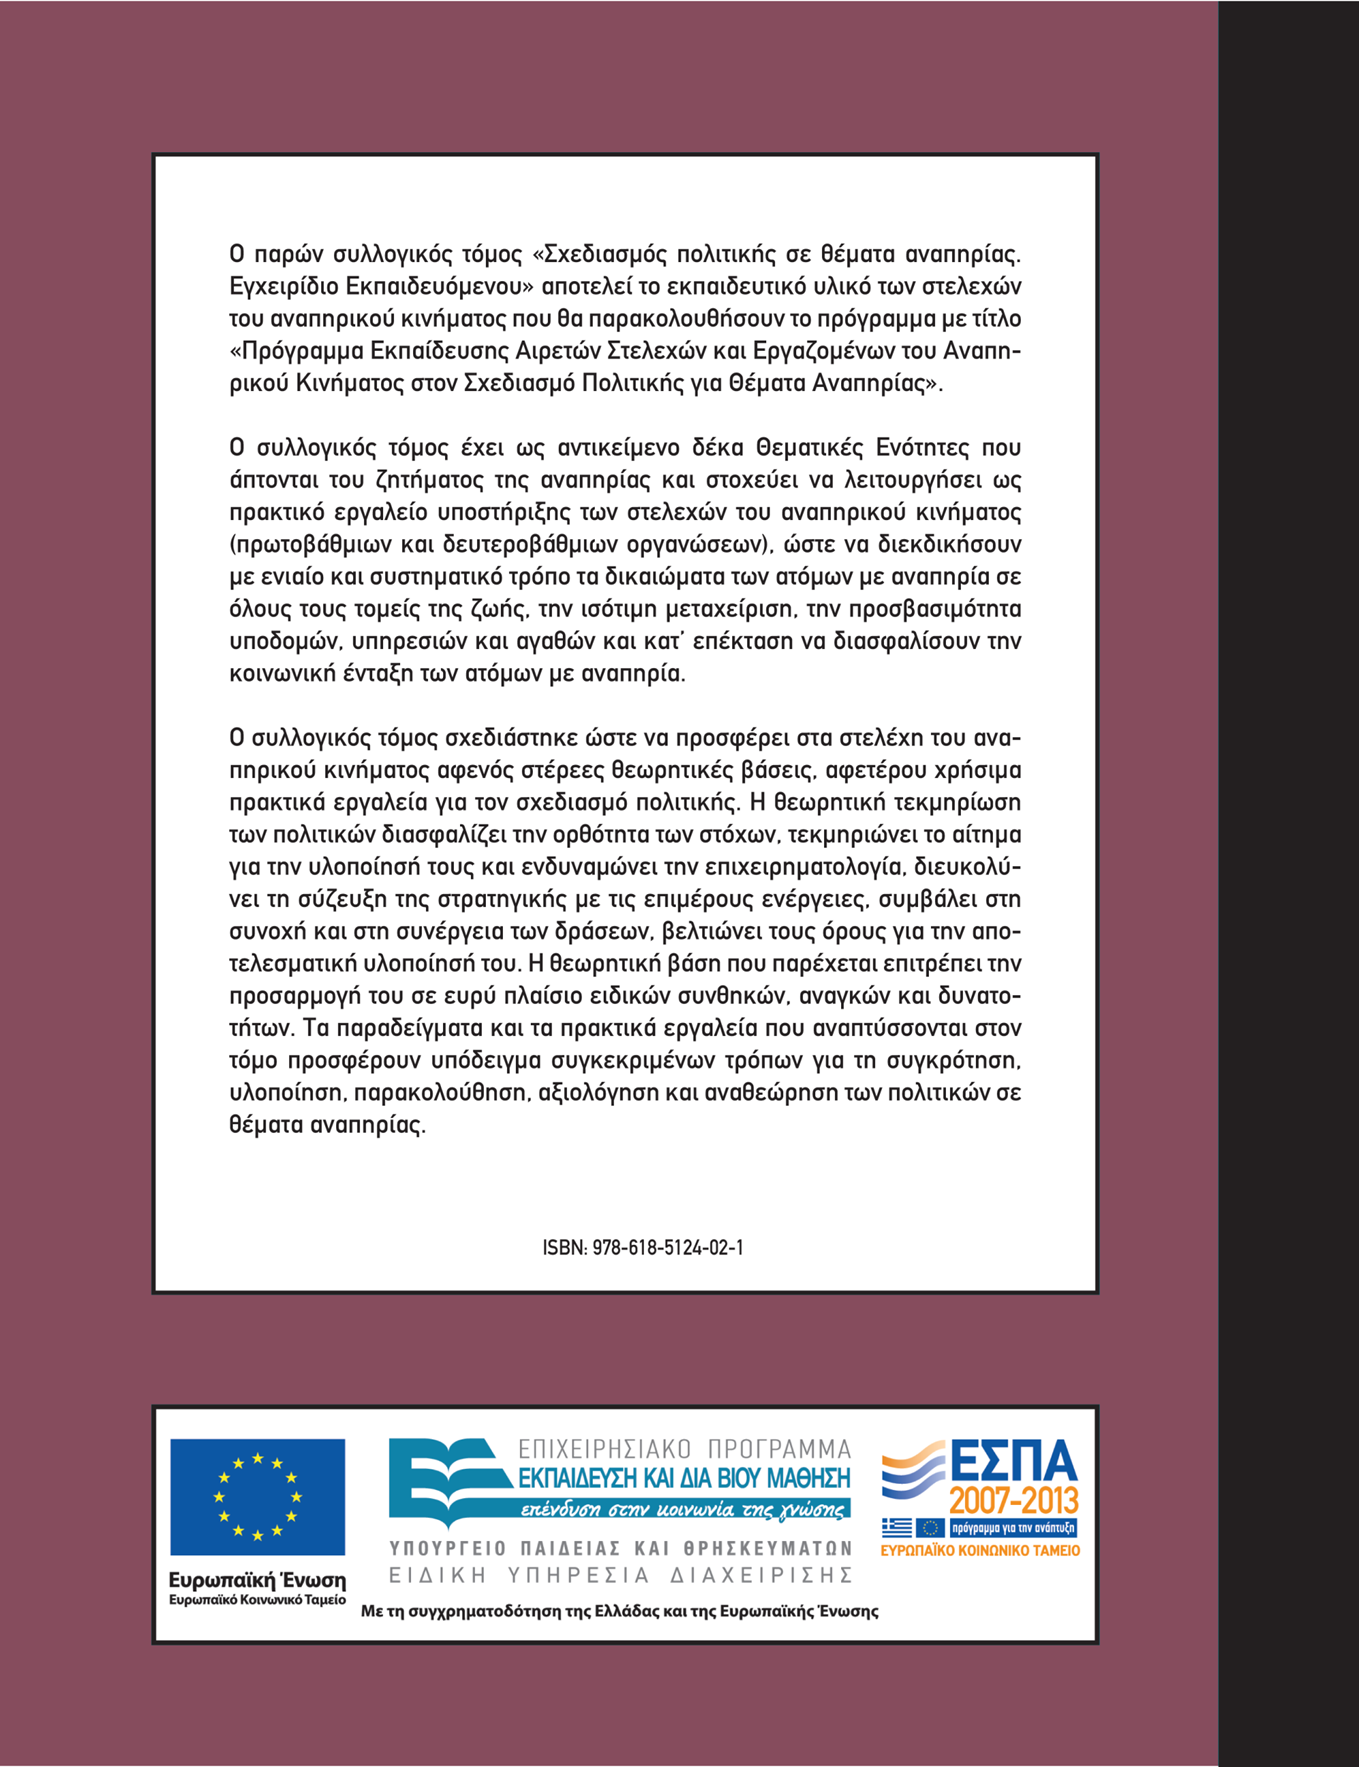 Ο παρών συλλογικός τόμος «Σχεδιασμός πολιτικής σε θέματα αναπηρίας.
Εγχειρίδιο Εκπαιδευόμενου» αποτελεί το εκπαιδευτικό υλικό των στελεχών
του αναπηρικού κινήματος που θα παρακολουθήσουν το πρόγραμμα με τίτλο
«Πρόγραμμα Εκπαίδευσης Αιρετών Στελεχών και Εργαζομένων του Αναπη-
ρικού Κινήματος στον Σχεδιασμό Πολιτικής για Θέματα Αναπηρίας».
Ο συλλογικός τόμος έχει ως αντικείμενο δέκα Θεματικές Ενότητες που
άπτονται του ζητήματος της αναπηρίας και στοχεύει να λειτουργήσει ως
πρακτικό εργαλείο υποστήριξης των στελεχών του αναπηρικού κινήματος
(πρωτοβάθμιων και δευτεροβάθμιων οργανώσεων), ώστε να διεκδικήσουν
με ενιαίο και συστηματικό τρόπο τα δικαιώματα των ατόμων με αναπηρία σε
όλους τους τομείς της ζωής, την ισότιμη μεταχείριση, την προσβασιμότητα
υποδομών, υπηρεσιών και αγαθών και κατ’ επέκταση να διασφαλίσουν την
κοινωνική ένταξη των ατόμων με αναπηρία.
Ο συλλογικός τόμος σχεδιάστηκε ώστε να προσφέρει στα στελέχη του ανα-
πηρικού κινήματος αφενός στέρεες θεωρητικές βάσεις, αφετέρου χρήσιμα
πρακτικά εργαλεία για τον σχεδιασμό πολιτικής. Η θεωρητική τεκμηρίωση
των πολιτικών διασφαλίζει την ορθότητα των στόχων, τεκμηριώνει το αίτημα
για την υλοποίησή τους και ενδυναμώνει την επιχειρηματολογία, διευκολύ-
νει τη σύζευξη της στρατηγικής με τις επιμέρους ενέργειες, συμβάλει στη
συνοχή και στη συνέργεια των δράσεων, βελτιώνει τους όρους για την απο-
τελεσματική υλοποίησή του. Η θεωρητική βάση που παρέχεται επιτρέπει την
προσαρμογή του σε ευρύ πλαίσιο ειδικών συνθηκών, αναγκών και δυνατο-
τήτων. Τα παραδείγματα και τα πρακτικά εργαλεία που αναπτύσσονται στον
τόμο προσφέρουν υπόδειγμα συγκεκριμένων τρόπων για τη συγκρότηση,
υλοποίηση, παρακολούθηση, αξιολόγηση και αναθεώρηση των πολιτικών σε
θέματα αναπηρίας.
ISBN: 978-618-5124-02-1
Ευρωπαϊκή Ένωση
Ευρωπαϊκό Κοινωνικό Ταμείο
ΕΠΙΧΕΙΡΗΣΙΑΚΟ ΠΡΟΓΡΑΜΜΑ
ΕΚΠΑΙΔΕΥΣΗ ΚΑΙ ΔΙΑ ΒΙΟΥ ΜΑΘΗΣΗ
επένδυση στην κοινωνία της γνώσης
ΥΠΟΥΡΓΕΙΟ ΠΑΙΔΕΙΑΣ ΚΑΙ ΘΡΗΣΚΕΥΜΑΤΩΝ
ΕΙΔΙΚΗ ΥΠΗΡΕΣΙΑ ΔΙΑΧΕΙΡΙΣΗΣ
Με τη συγχρηματοδότηση της Ελλάδας και της Ευρωπαϊκής Ένωσης
ΕΣΠΑ
2007-2013
πρόγραμμα για την ανάπτυξη
ΕΥΡΩΠΑΪΚΟ ΚΟΙΝΩΝΙΚΟ ΤΑΜΕΙΟ